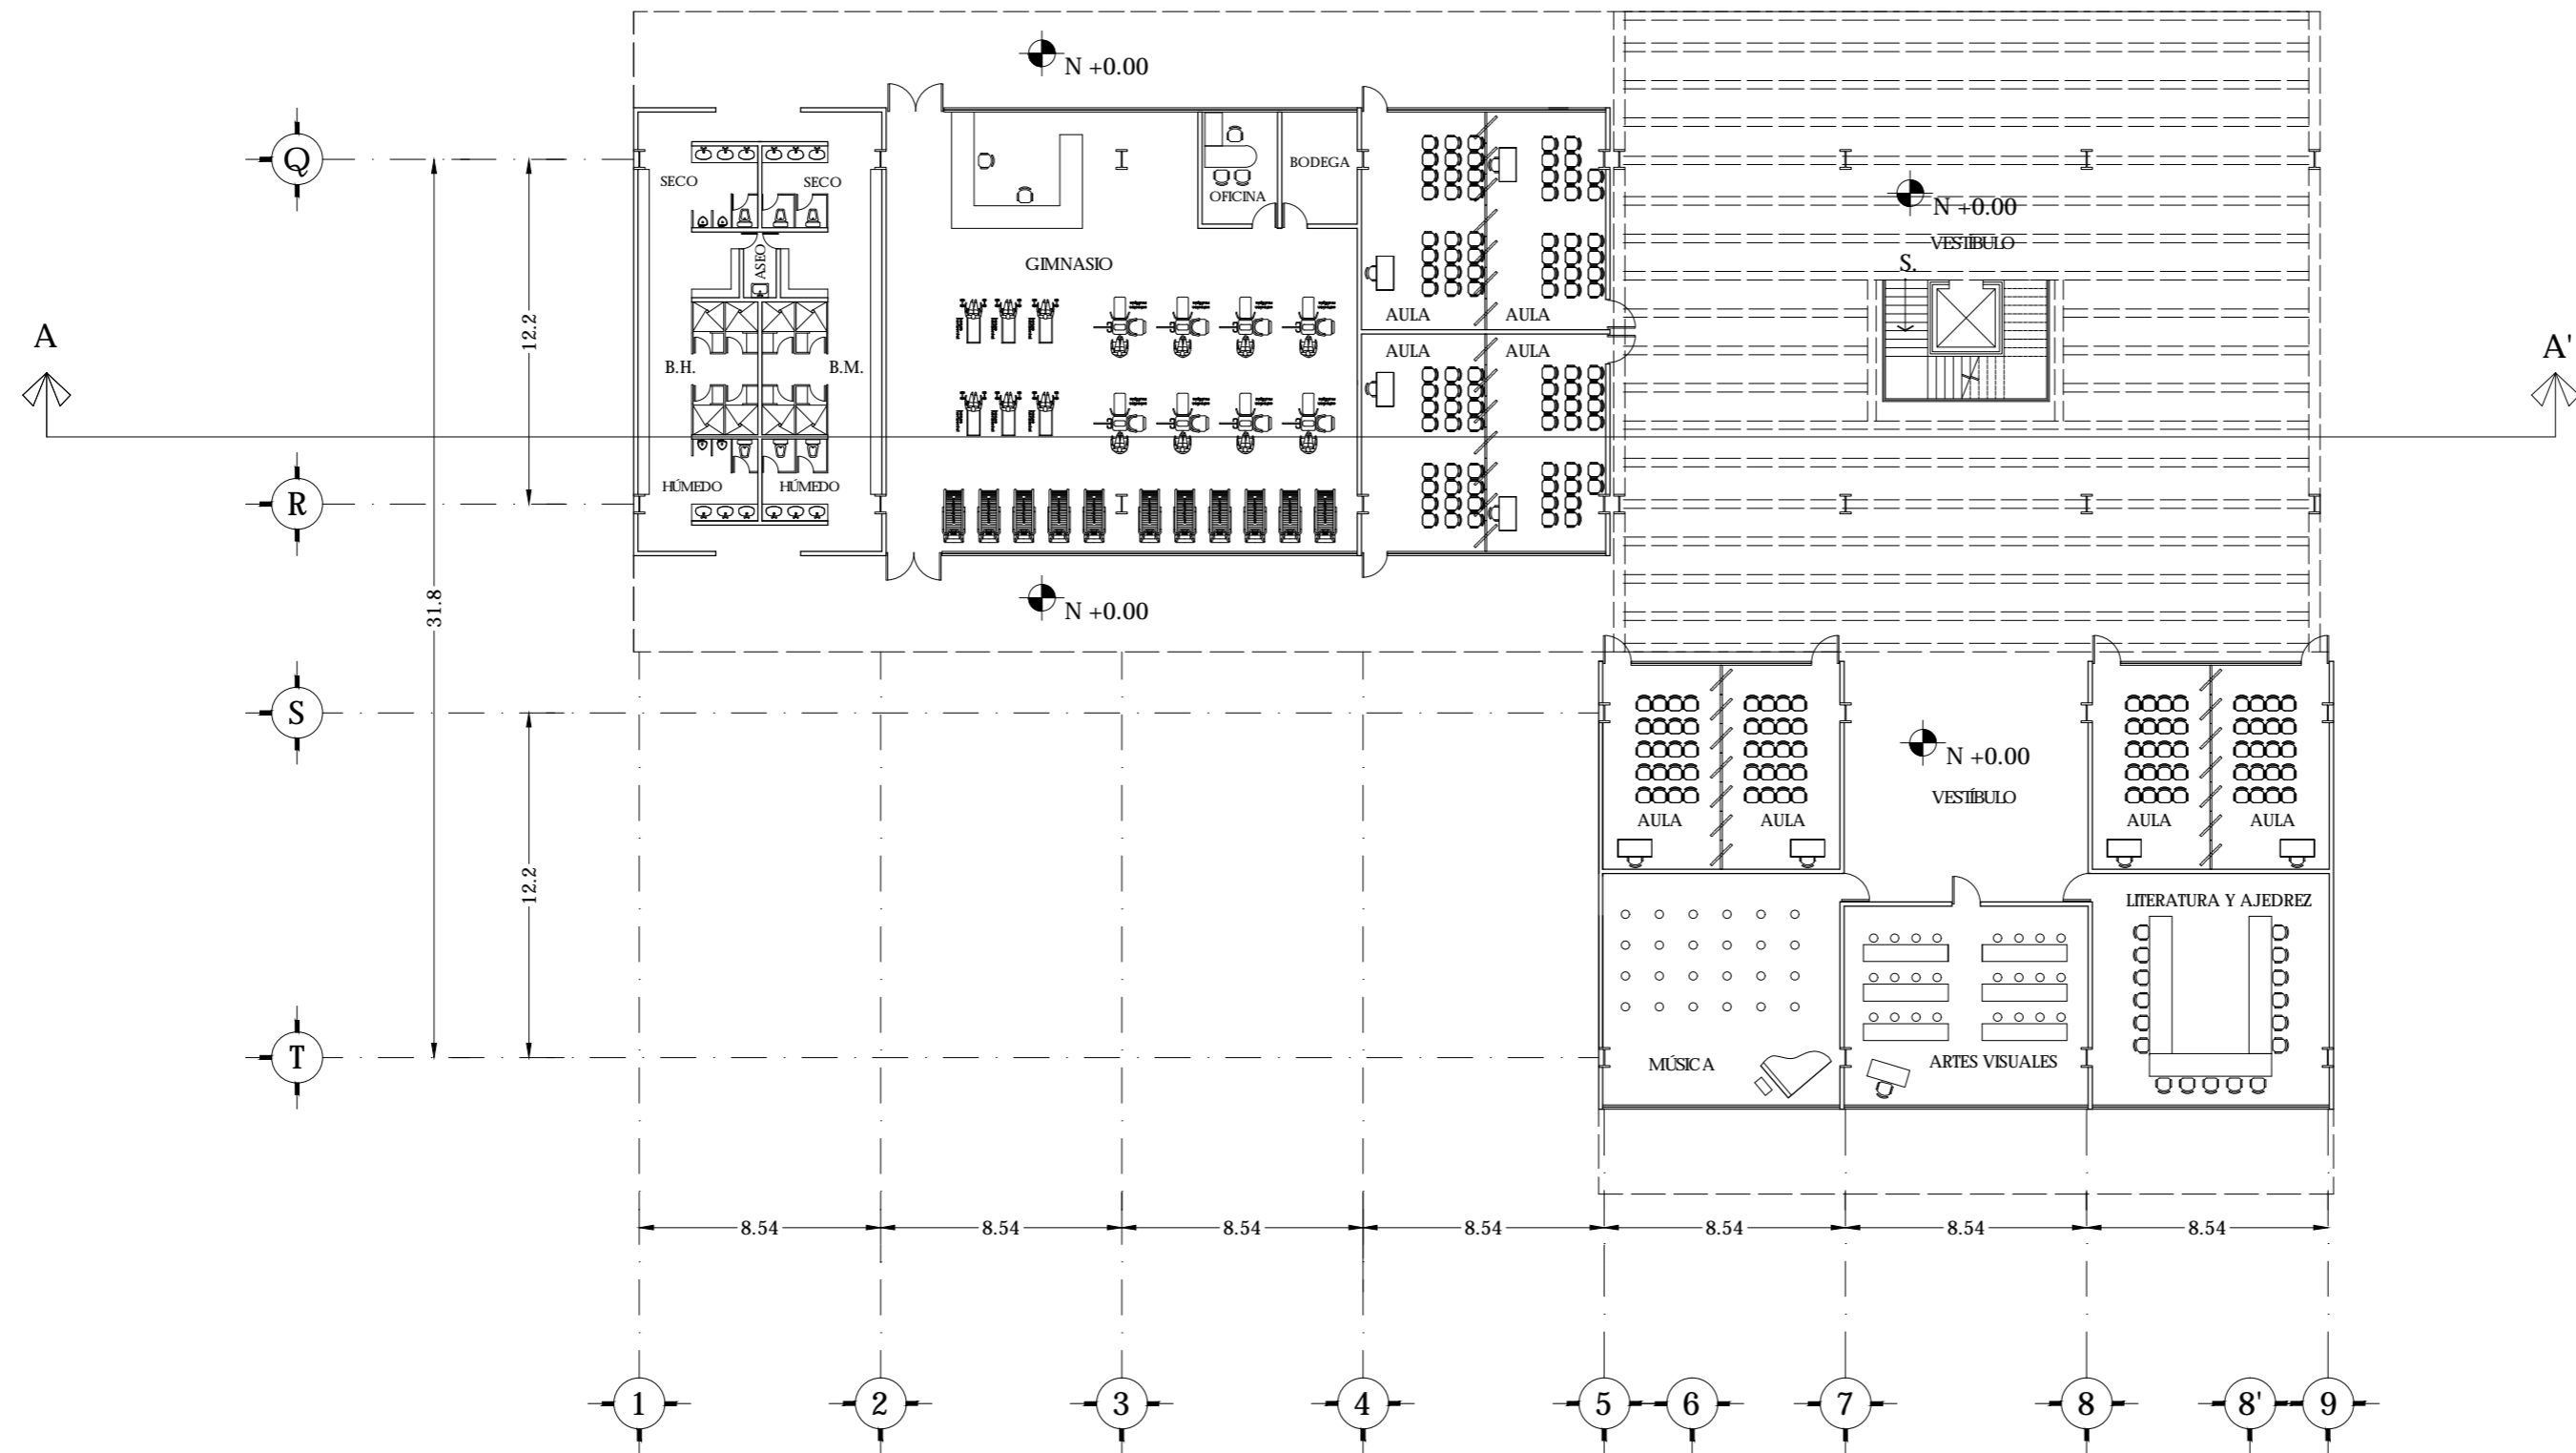 N +0.00
Q
SECO
SECO
BODEGA
OFICINA
N +0.00
VESTÍBULO
ASEO
GIMNASIO
S.
AULA
AULA
12.2
A
A'
AULA
AULA
B.H.
B.M.
HÚMEDO
HÚMEDO
R
31.8
N +0.00
S
N +0.00
VESTÍBULO
AULA
AULA
AULA
AULA
12.2
LITERATURA Y AJEDREZ
T
MÚSICA
ARTES VISUALES
8.54
8.54
8.54
8.54
8.54
8.54
8.54
1
2
3
4
5
6
7
8
8'
9